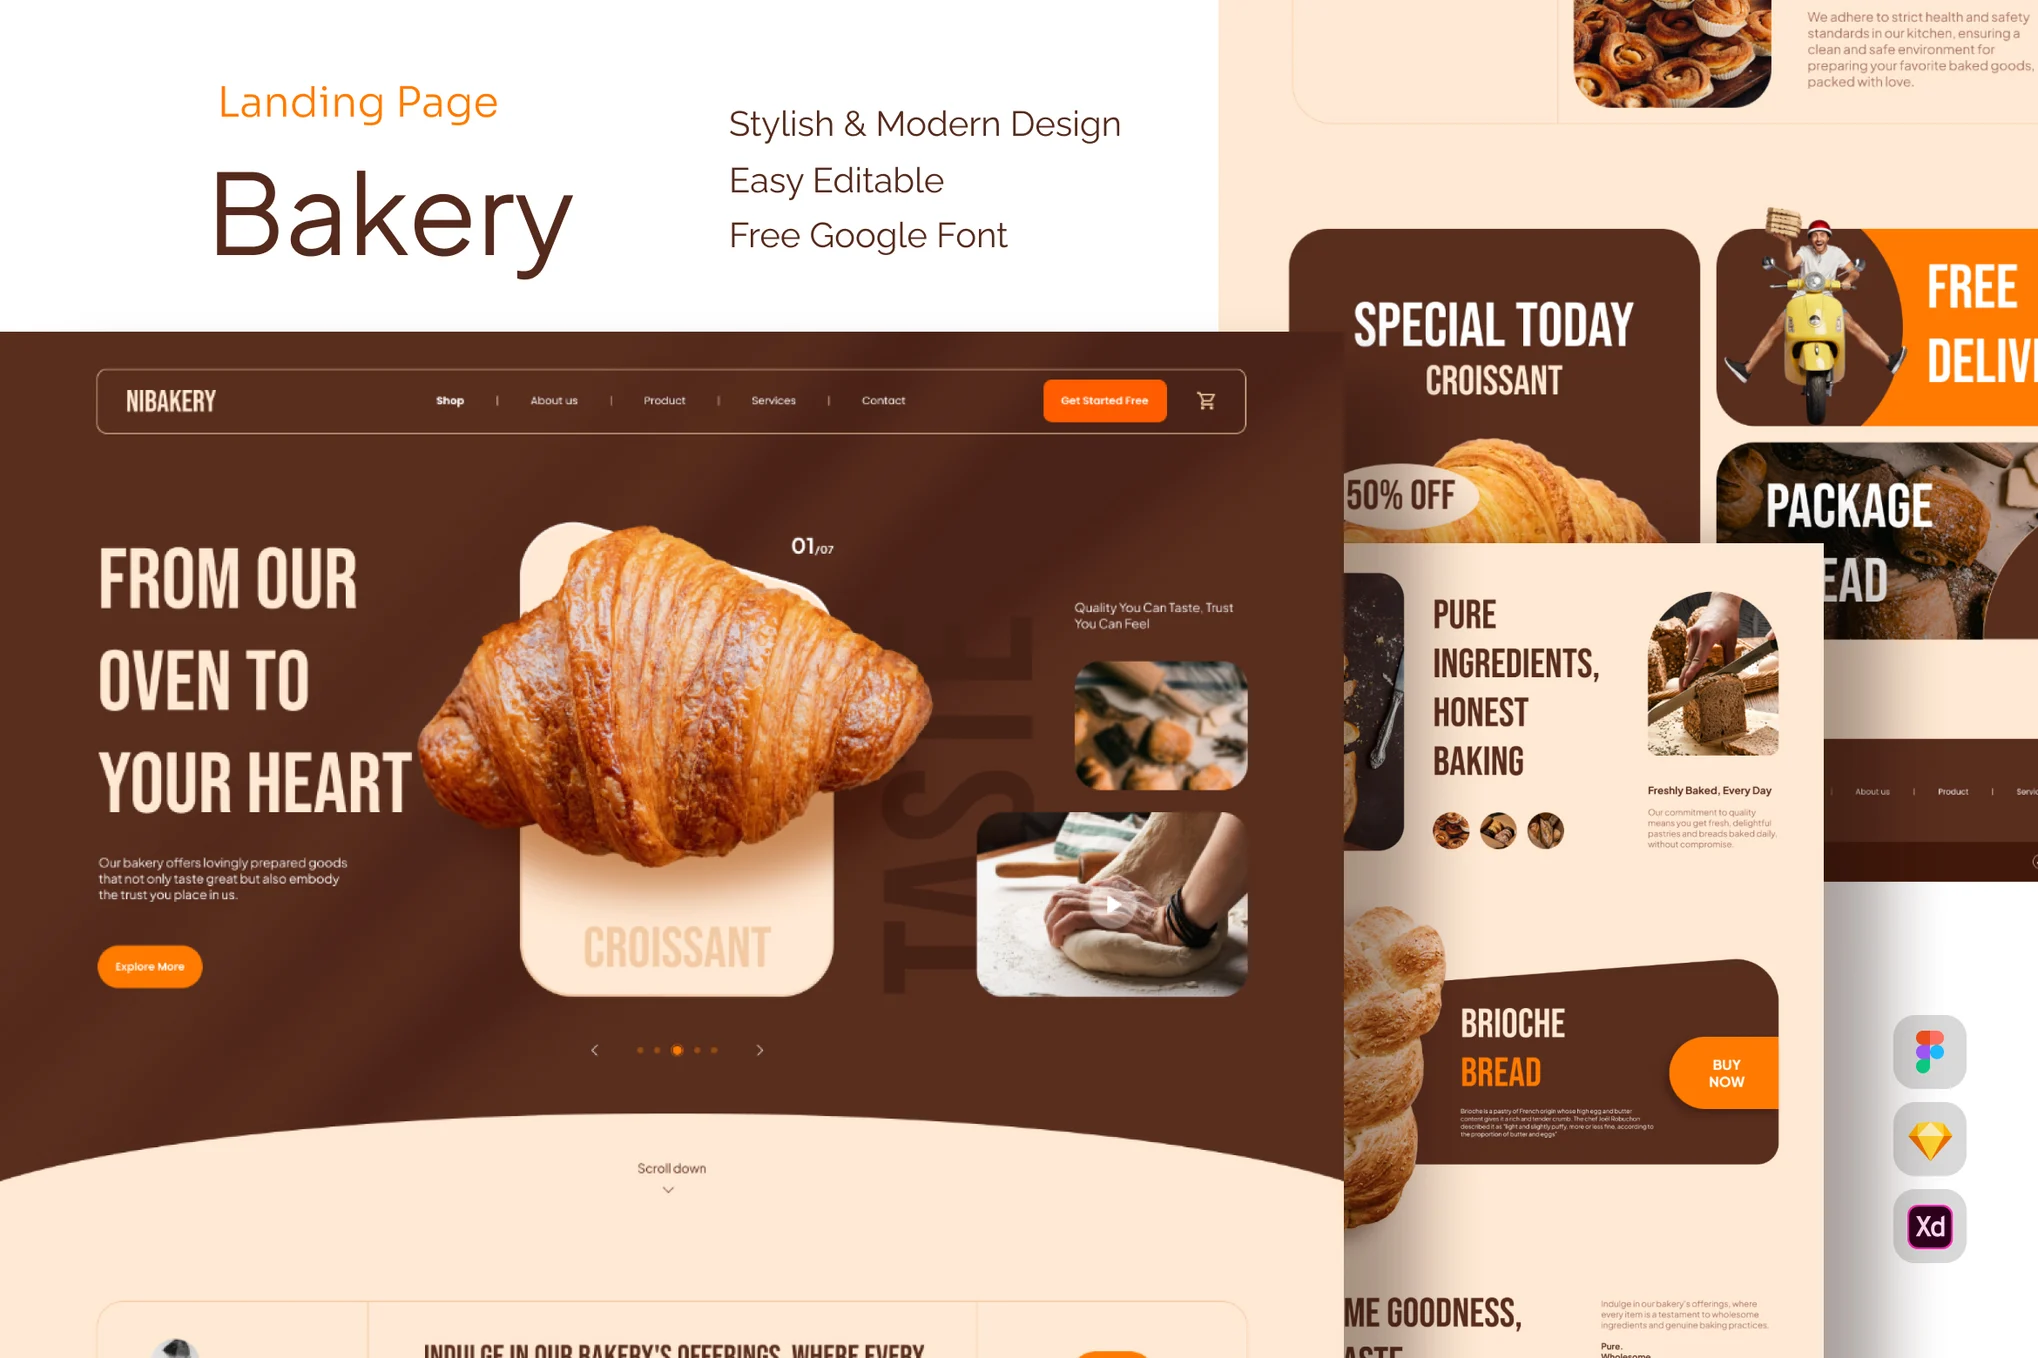 Landing Page
Bakery
Stylish & Modern Design
Easy Editable
Free Google Font
We adhere to strict health and safety
standards in our kitchen, ensuring a
clean and safe environment for
preparing your favorite baked goods,
packed with love.
SPECIAL TODAY
CROISSANT
50% OFF
FREE
PACKAGE
NIBAKERY
Shop | About us | Product | Services | Contact
Get Started Free
FROM OUR
OVEN TO
YOUR HEART
Our bakery offers lovingly prepared goods
that not only taste great but also embody
the trust you place in us.
Explore More
01/07
CROISSANT
TASTE
Quality You Can Taste, Trust
You Can Feel
Scroll down
INDULGE IN OUR BAKERY'S OFFERINGS, WHERE EVERY
PURE
INGREDIENTS,
HONEST
BAKING
Freshly Baked, Every Day
Our commitment to quality
means you get fresh, delightful
pastries and breads baked daily,
without compromise.
BRIOCHE
BREAD
Brioche is a pastry of French origin whose high egg and butter
content gives it a rich and tender crumb. The chef Joël Robuchon
described it as "light and slightly puffy, more or less fine, according to
the proportion of butter and eggs"
BUY
NOW
ME GOODNESS,
Indulge in our bakery's offerings, where
every item is a testament to wholesome
ingredients and genuine baking practices.
Pure.
Wholesome
About us | Product |
Xd